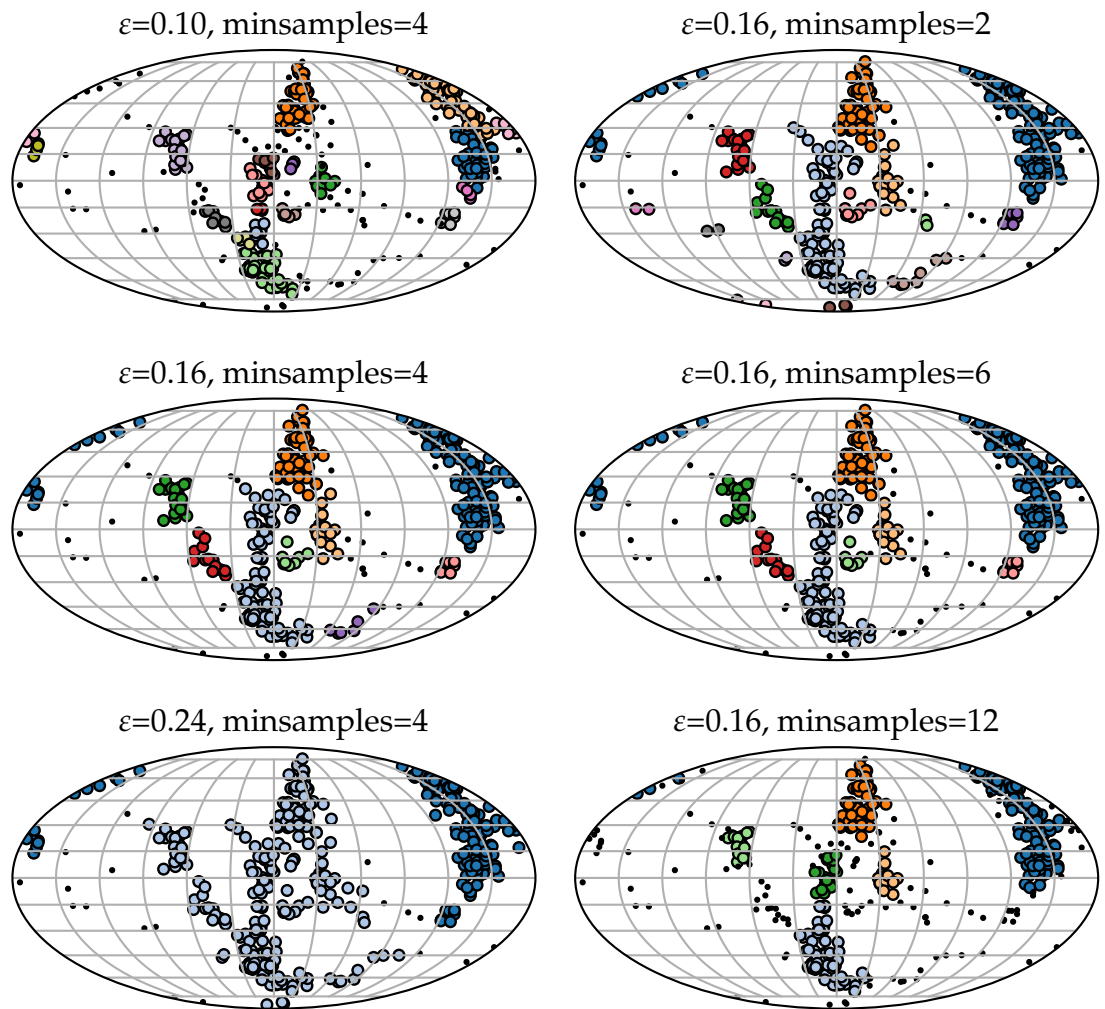 ε=0.10, minsamples=4
ε=0.16, minsamples=2
ε=0.16, minsamples=4
ε=0.16, minsamples=6
ε=0.24, minsamples=4
ε=0.16, minsamples=12